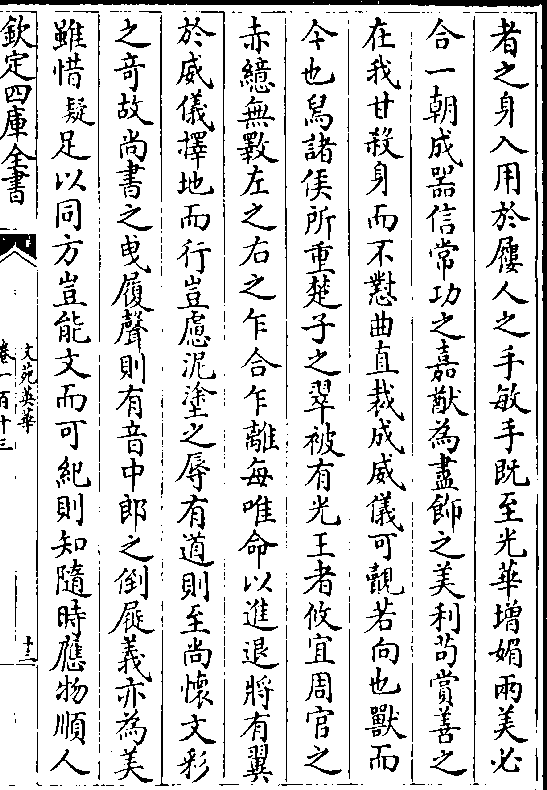 者之身入用於屨人之手敏手既至光華增媚兩美必
合一朝成器信常功之嘉猷為盡飾之美利苟賞善之
在我甘殺身而不懟曲直裁成威儀可觀若向也獸而
今也舄諸侯所重楚子之翠被有光王者攸宜周官之
赤繶無斁左之右之乍合乍離每唯命以進退將有翼
於威儀擇地而行豈慮泥塗之辱有道則至尚懷文彩
之奇故尚書之曳履聲則有音中郎之倒屣義亦為美
雖惜疑足以同方豈能文而可紀則知隨時應物順人
欽定四庫全書
文苑英華
卷一百十三
十二